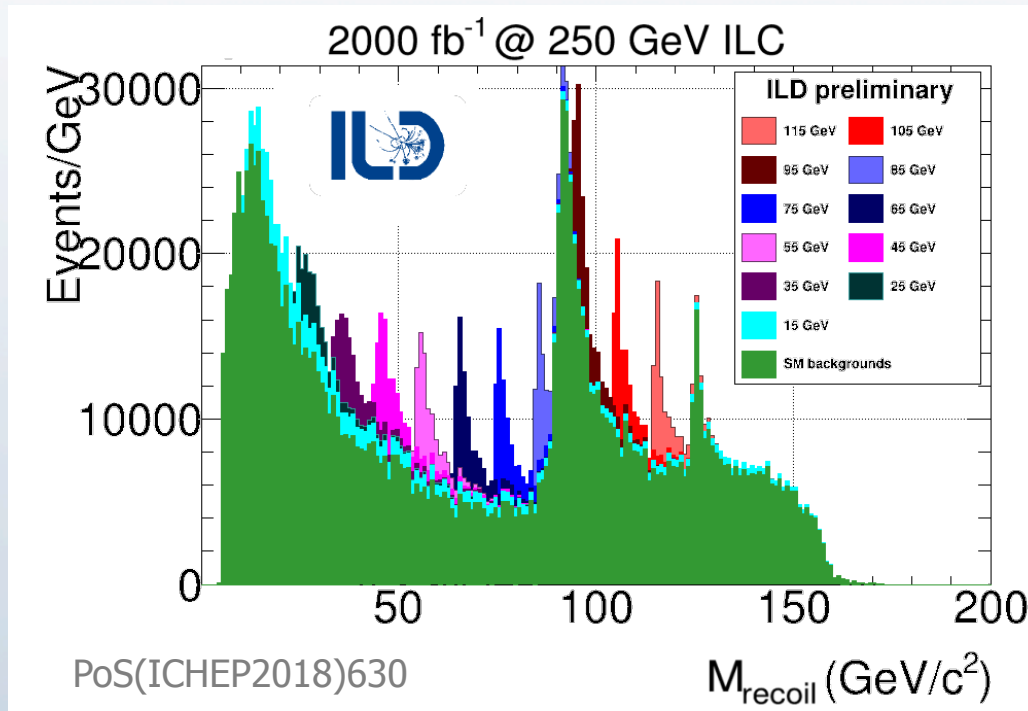 2000 fb⁻¹ @ 250 GeV ILC
Events/GeV
30000
20000
10000
0
50
100
150
200
ILD
ILD preliminary
115 GeV
105 GeV
95 GeV
85 GeV
75 GeV
65 GeV
55 GeV
45 GeV
35 GeV
25 GeV
15 GeV
SM backgrounds
PoS(ICHEP2018)630
M_recoil (GeV/c²)